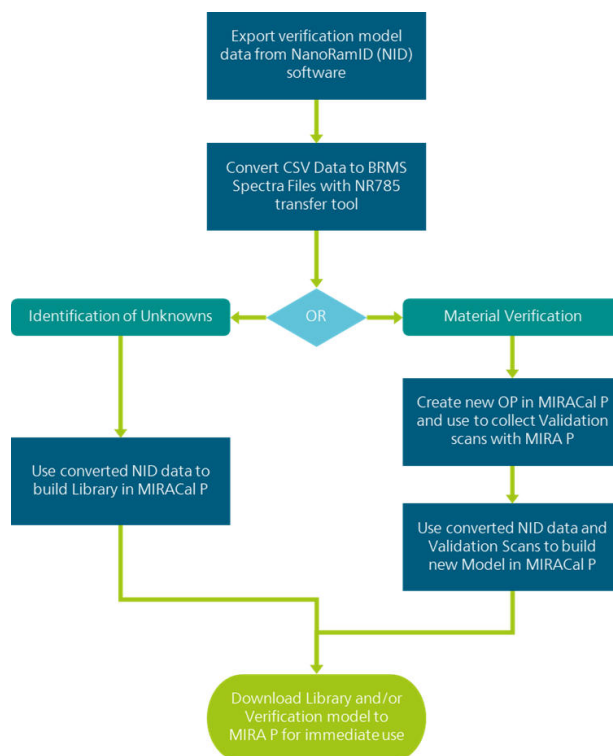 Export verification model
data from NanoRamID (NID)
software
Convert CSV Data to BRMS
Spectra Files with NR785
transfer tool
Identification of Unknowns
OR
Material Verification
Create new OP in MIRACal P
and use to collect Validation
scans with MIRA P
Use converted NID data to
build Library in MIRACal P
Use converted NID data and
Validation Scans to build
new Model in MIRACal P
Download Library and/or
Verification model to
MIRA P for immediate use